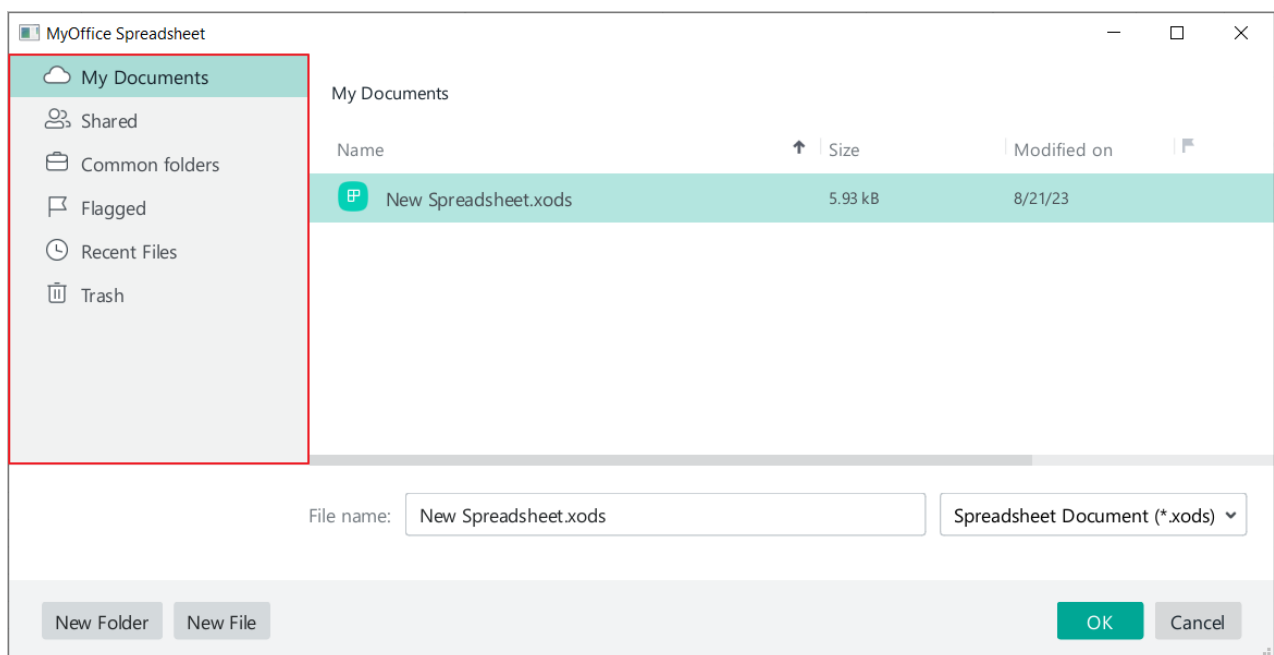 MyOffice Spreadsheet
My Documents
Shared
Common folders
Flagged
Recent Files
Trash
My Documents
Name Size Modified on
New Spreadsheet.xods 5.93 kB 8/21/23
File name: New Spreadsheet.xods Spreadsheet Document (*.xods)
New Folder New File OK Cancel